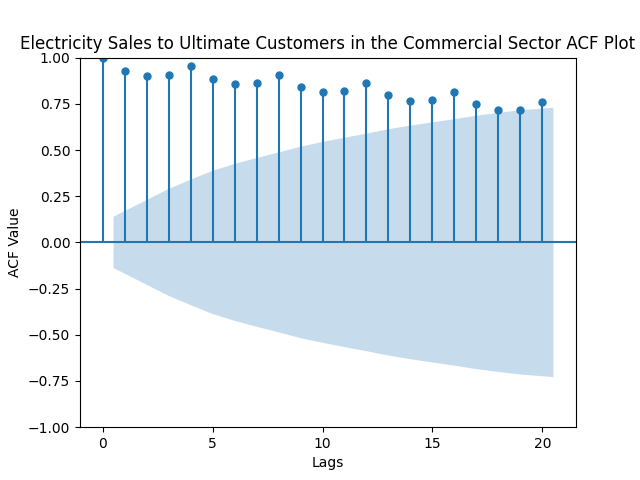 Electricity Sales to Ultimate Customers in the Commercial Sector ACF Plot
1.00
0.75
0.50
0.25
0.00
−0.25
−0.50
−0.75
−1.00
ACF Value
0 5 10 15 20
Lags